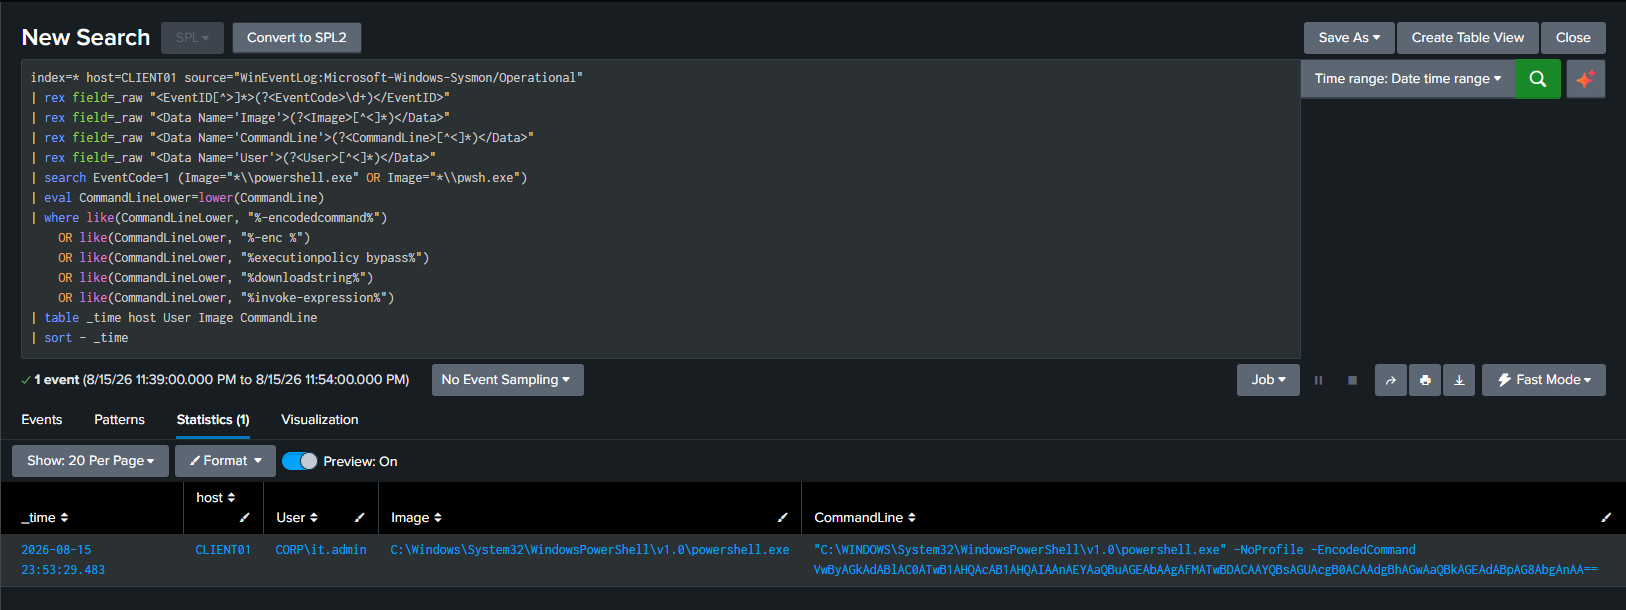 New Search
SPL
Convert to SPL2
Save As
Create Table View
Close
index=* host=CLIENT01 source="WinEventLog:Microsoft-Windows-Sysmon/Operational"
| rex field=_raw "<EventID[^>]*>(?<EventCode>\d+)</EventID>"
| rex field=_raw "<Data Name='Image'>(?<Image>[^<]*)</Data>"
| rex field=_raw "<Data Name='CommandLine'>(?<CommandLine>[^<]*)</Data>"
| rex field=_raw "<Data Name='User'>(?<User>[^<]*)</Data>"
| search EventCode=1 (Image="*\\powershell.exe" OR Image="*\\pwsh.exe")
| eval CommandLineLower=lower(CommandLine)
| where like(CommandLineLower, "%-encodedcommand%")
OR like(CommandLineLower, "%-enc %")
OR like(CommandLineLower, "%executionpolicy bypass%")
OR like(CommandLineLower, "%downloadstring%")
OR like(CommandLineLower, "%invoke-expression%")
| table _time host User Image CommandLine
| sort - _time
Time range: Date time range
1 event (8/15/26 11:39:00.000 PM to 8/15/26 11:54:00.000 PM)
No Event Sampling
Job
Fast Mode
Events
Patterns
Statistics (1)
Visualization
Show: 20 Per Page
Format
Preview: On
_time
host
User
Image
CommandLine
2026-08-15
23:53:29.483
CLIENT01
CORP\it.admin
C:\Windows\System32\WindowsPowerShell\v1.0\powershell.exe
"C:\WINDOWS\System32\WindowsPowerShell\v1.0\powershell.exe" -NoProfile -EncodedCommand
VwByAGkAdABlAC0ATwB1AHQAcAB1AHQAIAAnAEYAaQBuAGEAbAAgAFMATwBDACAAYQBsAGUAcgB0ACAAdgBhAGwAaQBkAGEAdABpAG8AbgAnAA==